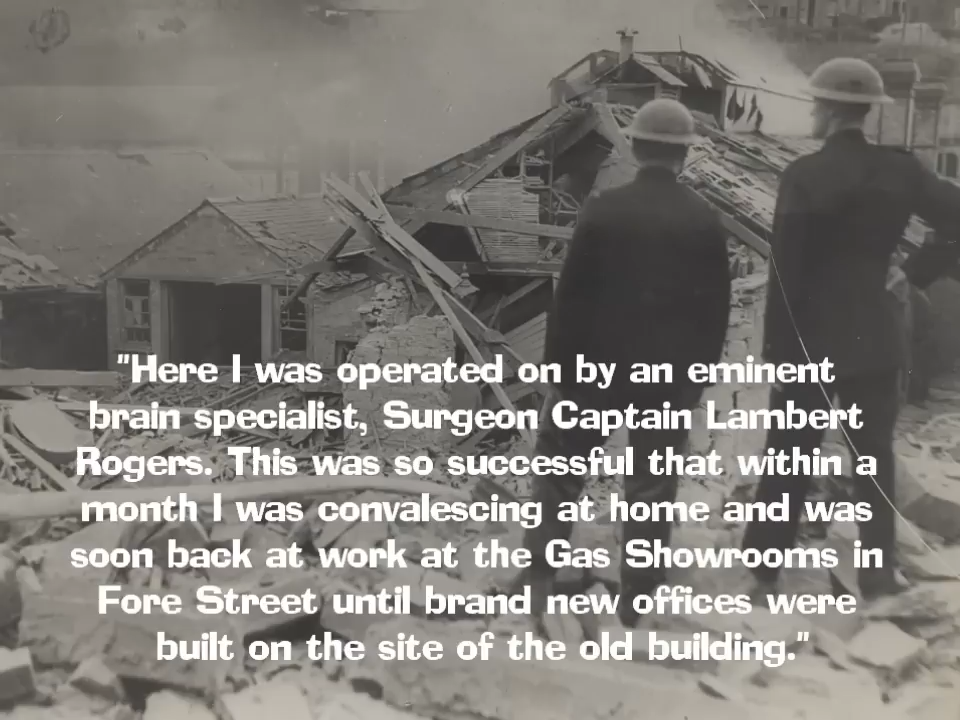 "Here I was operated on by an eminent
brain specialist, Surgeon Captain Lambert
Rogers. This was so successful that within a
month I was convalescing at home and was
soon back at work at the Gas Showrooms in
Fore Street until brand new offices were
built on the site of the old building."